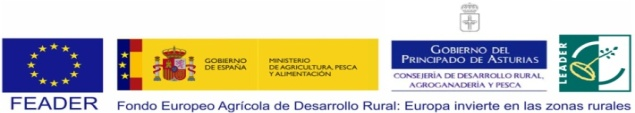 GOBIERNO
DE ESPAÑA
MINISTERIO
DE AGRICULTURA, PESCA
Y ALIMENTACIÓN
GOBIERNO DEL
PRINCIPADO DE ASTURIAS
CONSEJERÍA DE DESARROLLO RURAL,
AGROGANADERÍA Y PESCA
LEADER
FEADER
Fondo Europeo Agrícola de Desarrollo Rural: Europa invierte en las zonas rurales